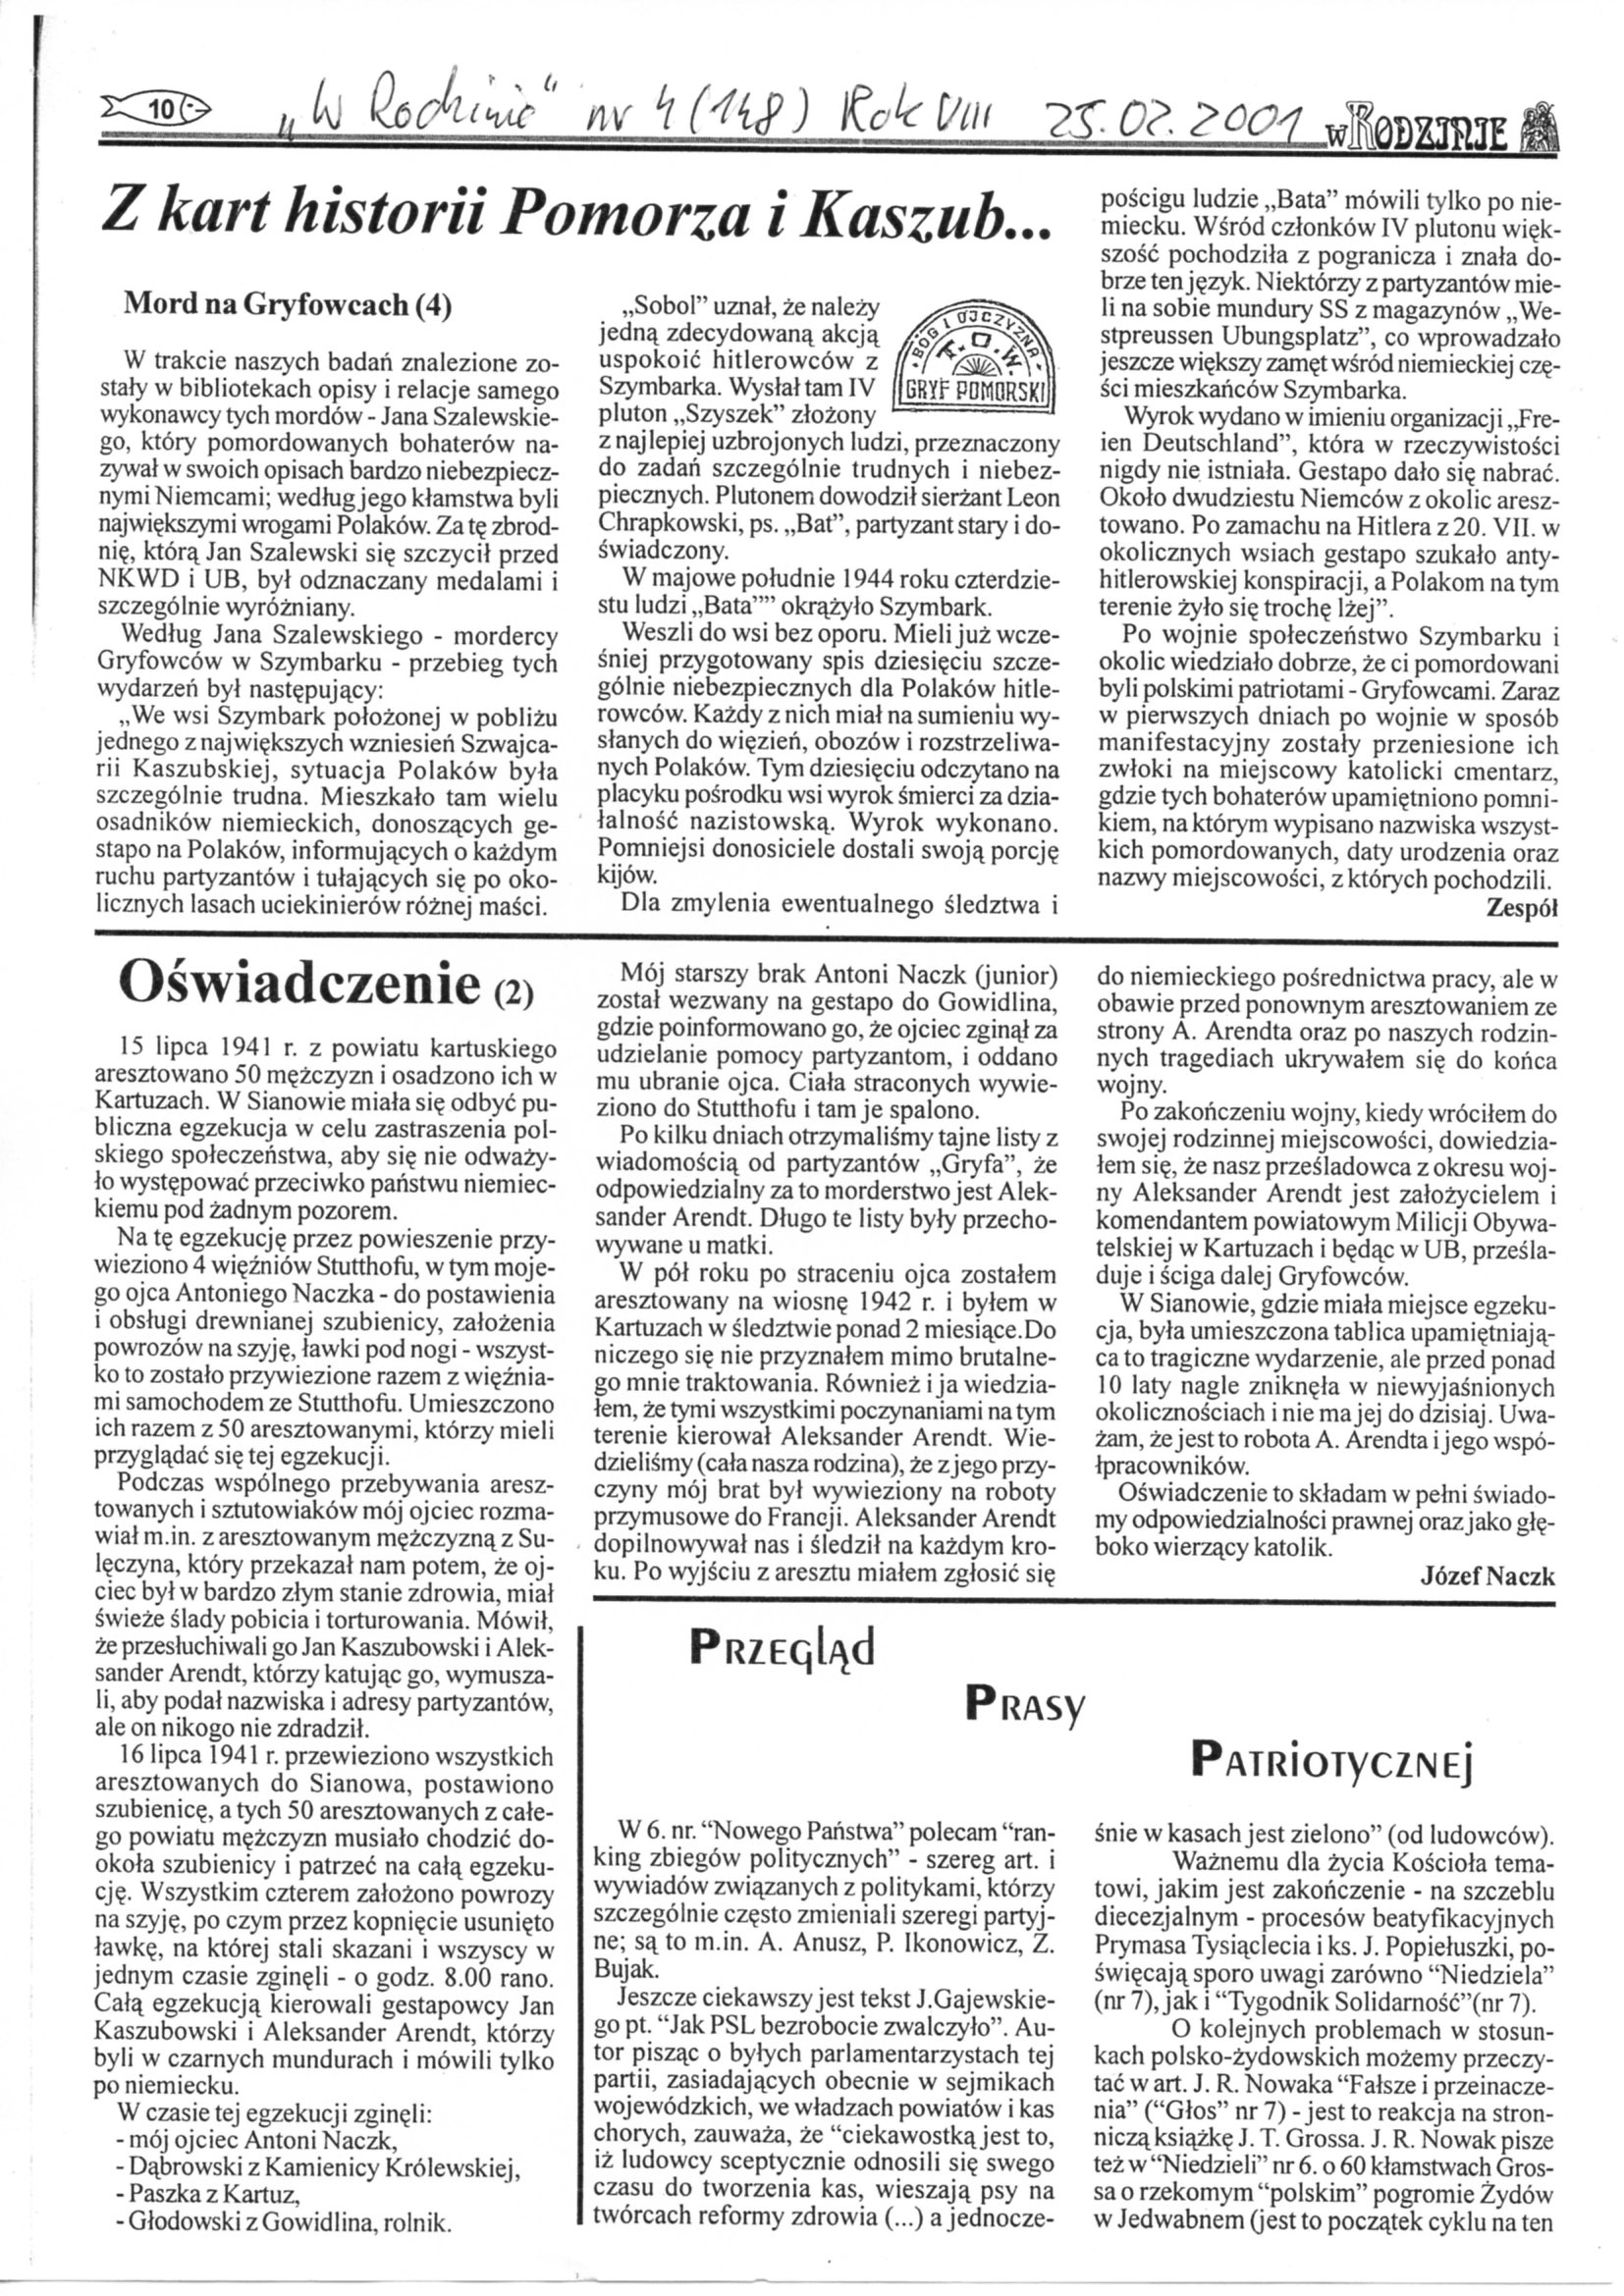 10
„W Rodzinie" nr 4 (148) Rok VIII 25.02.2001
wRODZINIE
Z kart historii Pomorza i Kaszub...
Mord na Gryfowcach (4)
W trakcie naszych badań znalezione zo-
stały w bibliotekach opisy i relacje samego
wykonawcy tych mordów - Jana Szalewskie-
go, który pomordowanych bohaterów na-
zywał w swoich opisach bardzo niebezpiecz-
nymi Niemcami; według jego kłamstwa byli
największymi wrogami Polaków. Za tę zbrod-
nię, którą Jan Szalewski się szczycił przed
NKWD i UB, był odznaczany medalami i
szczególnie wyróżniany.
Według Jana Szalewskiego - mordercy
Gryfowców w Szymbarku - przebieg tych
wydarzeń był następujący:
„We wsi Szymbark położonej w pobliżu
jednego z największych wzniesień Szwajca-
rii Kaszubskiej, sytuacja Polaków była
szczególnie trudna. Mieszkało tam wielu
osadników niemieckich, donoszących ge-
stapo na Polaków, informujących o każdym
ruchu partyzantów i tułających się po oko-
licznych lasach uciekinierów różnej maści.
„Sobol” uznał, że należy
jedną zdecydowaną akcją
uspokoić hitlerowców z
Szymbarka. Wysłał tam IV
pluton „Szyszek” złożony
z najlepiej uzbrojonych ludzi, przeznaczony
do zadań szczególnie trudnych i niebez-
piecznych. Plutonem dowodził sierżant Leon
Chrapkowski, ps. „Bat”, partyzant stary i do-
świadczony.
W majowe południe 1944 roku czterdzie-
stu ludzi „Bata”” okrążyło Szymbark.
Weszli do wsi bez oporu. Mieli już wcze-
śniej przygotowany spis dziesięciu szcze-
gólnie niebezpiecznych dla Polaków hitle-
rowców. Każdy z nich miał na sumieniu wy-
słanych do więzień, obozów i rozstrzeliwa-
nych Polaków. Tym dziesięciu odczytano na
placyku pośrodku wsi wyrok śmierci za dzia-
łalność nazistowską. Wyrok wykonano.
Pomniejsi donosiciele dostali swoją porcję
kijów.
Dla zmylenia ewentualnego śledztwa i
BÓG I OJCZYZNA
T.O.W.
GRYF POMORSKI
pościgu ludzie „Bata” mówili tylko po nie-
miecku. Wśród członków IV plutonu więk-
szość pochodziła z pogranicza i znała do-
brze ten język. Niektórzy z partyzantów mie-
li na sobie mundury SS z magazynów „We-
stpreussen Ubungsplatz”, co wprowadzało
jeszcze większy zamęt wśród niemieckiej czę-
ści mieszkańców Szymbarka.
Wyrok wydano w imieniu organizacji „Fre-
ien Deutschland”, która w rzeczywistości
nigdy nie istniała. Gestapo dało się nabrać.
Około dwudziestu Niemców z okolic aresz-
towano. Po zamachu na Hitlera z 20. VII. w
okolicznych wsiach gestapo szukało anty-
hitlerowskiej konspiracji, a Polakom na tym
terenie żyło się trochę lżej”.
Po wojnie społeczeństwo Szymbarku i
okolic wiedziało dobrze, że ci pomordowani
byli polskimi patriotami - Gryfowcami. Zaraz
w pierwszych dniach po wojnie w sposób
manifestacyjny zostały przeniesione ich
zwłoki na miejscowy katolicki cmentarz,
gdzie tych bohaterów upamiętniono pomni-
kiem, na którym wypisano nazwiska wszyst-
kich pomordowanych, daty urodzenia oraz
nazwy miejscowości, z których pochodzili.
Zespół
Oświadczenie (2)
15 lipca 1941 r. z powiatu kartuskiego
aresztowano 50 mężczyzn i osadzono ich w
Kartuzach. W Sianowie miała się odbyć pu-
bliczna egzekucja w celu zastraszenia pol-
skiego społeczeństwa, aby się nie odważy-
ło występować przeciwko państwu niemiec-
kiemu pod żadnym pozorem.
Na tę egzekucję przez powieszenie przy-
wieziono 4 więźniów Stutthofu, w tym moje-
go ojca Antoniego Naczka - do postawienia
i obsługi drewnianej szubienicy, założenia
powrozów na szyję, ławki pod nogi - wszyst-
ko to zostało przywiezione razem z więźnia-
mi samochodem ze Stutthofu. Umieszczono
ich razem z 50 aresztowanymi, którzy mieli
przyglądać się tej egzekucji.
Podczas wspólnego przebywania aresz-
towanych i sztutowiaków mój ojciec rozma-
wiał m.in. z aresztowanym mężczyzną z Su-
lęczyna, który przekazał nam potem, że oj-
ciec był w bardzo złym stanie zdrowia, miał
świeże ślady pobicia i torturowania. Mówił,
że przesłuchiwali go Jan Kaszubowski i Alek-
sander Arendt, którzy katując go, wymusza-
li, aby podał nazwiska i adresy partyzantów,
ale on nikogo nie zdradził.
16 lipca 1941 r. przewieziono wszystkich
aresztowanych do Sianowa, postawiono
szubienicę, a tych 50 aresztowanych z całe-
go powiatu mężczyzn musiało chodzić do-
okoła szubienicy i patrzeć na całą egzeku-
cję. Wszystkim czterem założono powrozy
na szyję, po czym przez kopnięcie usunięto
ławkę, na której stali skazani i wszyscy w
jednym czasie zginęli - o godz. 8.00 rano.
Całą egzekucją kierowali gestapowcy Jan
Kaszubowski i Aleksander Arendt, którzy
byli w czarnych mundurach i mówili tylko
po niemiecku.
W czasie tej egzekucji zginęli:
- mój ojciec Antoni Naczk,
- Dąbrowski z Kamienicy Królewskiej,
- Paszka z Kartuz,
- Głodowski z Gowidlina, rolnik.
Mój starszy brak Antoni Naczk (junior)
został wezwany na gestapo do Gowidlina,
gdzie poinformowano go, że ojciec zginął za
udzielanie pomocy partyzantom, i oddano
mu ubranie ojca. Ciała straconych wywie-
ziono do Stutthofu i tam je spalono.
Po kilku dniach otrzymaliśmy tajne listy z
wiadomością od partyzantów „Gryfa”, że
odpowiedzialny za to morderstwo jest Alek-
sander Arendt. Długo te listy były przecho-
wywane u matki.
W pół roku po straceniu ojca zostałem
aresztowany na wiosnę 1942 r. i byłem w
Kartuzach w śledztwie ponad 2 miesiące.Do
niczego się nie przyznałem mimo brutalne-
go mnie traktowania. Również i ja wiedzia-
łem, że tymi wszystkimi poczynaniami na tym
terenie kierował Aleksander Arendt. Wie-
dzieliśmy (cała nasza rodzina), że z jego przy-
czyny mój brat był wywieziony na roboty
przymusowe do Francji. Aleksander Arendt
dopilnowywał nas i śledził na każdym kro-
ku. Po wyjściu z aresztu miałem zgłosić się
do niemieckiego pośrednictwa pracy, ale w
obawie przed ponownym aresztowaniem ze
strony A. Arendta oraz po naszych rodzin-
nych tragediach ukrywałem się do końca
wojny.
Po zakończeniu wojny, kiedy wróciłem do
swojej rodzinnej miejscowości, dowiedzia-
łem się, że nasz prześladowca z okresu woj-
ny Aleksander Arendt jest założycielem i
komendantem powiatowym Milicji Obywa-
telskiej w Kartuzach i będąc w UB, prześla-
duje i ściga dalej Gryfowców.
W Sianowie, gdzie miała miejsce egzeku-
cja, była umieszczona tablica upamiętniają-
ca to tragiczne wydarzenie, ale przed ponad
10 laty nagle zniknęła w niewyjaśnionych
okolicznościach i nie ma jej do dzisiaj. Uwa-
żam, że jest to robota A. Arendta i jego wspó-
łpracowników.
Oświadczenie to składam w pełni świado-
my odpowiedzialności prawnej oraz jako głę-
boko wierzący katolik.
Józef Naczk
Przegląd
Prasy
Patriotycznej
W 6. nr. “Nowego Państwa” polecam “ran-
king zbiegów politycznych” - szereg art. i
wywiadów związanych z politykami, którzy
szczególnie często zmieniali szeregi partyj-
ne; są to m.in. A. Anusz, P. Ikonowicz, Z.
Bujak.
Jeszcze ciekawszy jest tekst J.Gajewskie-
go pt. “Jak PSL bezrobocie zwalczyło”. Au-
tor pisząc o byłych parlamentarzystach tej
partii, zasiadających obecnie w sejmikach
wojewódzkich, we władzach powiatów i kas
chorych, zauważa, że “ciekawostką jest to,
iż ludowcy sceptycznie odnosili się swego
czasu do tworzenia kas, wieszają psy na
twórcach reformy zdrowia (...) a jednocze-
śnie w kasach jest zielono” (od ludowców).
Ważnemu dla życia Kościoła tema-
towi, jakim jest zakończenie - na szczeblu
diecezjalnym - procesów beatyfikacyjnych
Prymasa Tysiąclecia i ks. J. Popiełuszki, po-
święcają sporo uwagi zarówno “Niedziela”
(nr 7), jak i “Tygodnik Solidarność”(nr 7).
O kolejnych problemach w stosun-
kach polsko-żydowskich możemy przeczy-
tać w art. J. R. Nowaka “Fałsze i przeinacze-
nia” (“Głos” nr 7) - jest to reakcja na stron-
niczą książkę J. T. Grossa. J. R. Nowak pisze
też w “Niedzieli” nr 6. o 60 kłamstwach Gros-
sa o rzekomym “polskim” pogromie Żydów
w Jedwabnem (jest to początek cyklu na ten